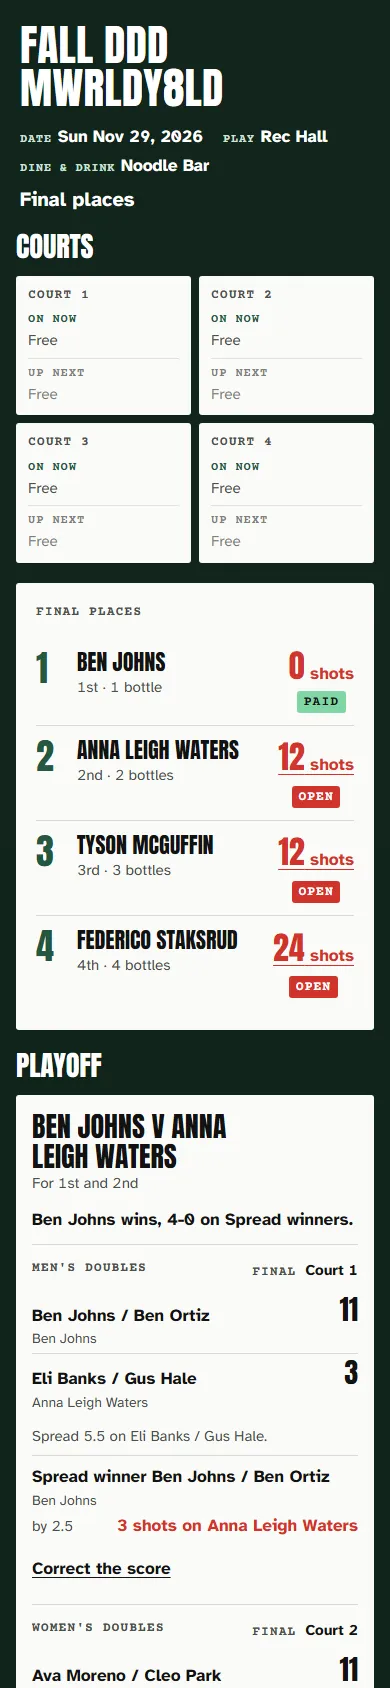 FALL DDD
MWRLDY8LD
DATE Sun Nov 29, 2026 PLAY Rec Hall
DINE & DRINK Noodle Bar
Final places
COURTS
COURT 1
ON NOW
Free
UP NEXT
Free
COURT 2
ON NOW
Free
UP NEXT
Free
COURT 3
ON NOW
Free
UP NEXT
Free
COURT 4
ON NOW
Free
UP NEXT
Free
FINAL PLACES
1 BEN JOHNS 0 shots
1st · 1 bottle PAID
2 ANNA LEIGH WATERS 12 shots
2nd · 2 bottles OPEN
3 TYSON MCGUFFIN 12 shots
3rd · 3 bottles OPEN
4 FEDERICO STAKSRUD 24 shots
4th · 4 bottles OPEN
PLAYOFF
BEN JOHNS V ANNA
LEIGH WATERS
For 1st and 2nd
Ben Johns wins, 4-0 on Spread winners.
MEN'S DOUBLES FINAL Court 1
Ben Johns / Ben Ortiz 11
Ben Johns
Eli Banks / Gus Hale 3
Anna Leigh Waters
Spread 5.5 on Eli Banks / Gus Hale.
Spread winner Ben Johns / Ben Ortiz
Ben Johns
by 2.5 3 shots on Anna Leigh Waters
Correct the score
WOMEN'S DOUBLES FINAL Court 2
Ava Moreno / Cleo Park 11